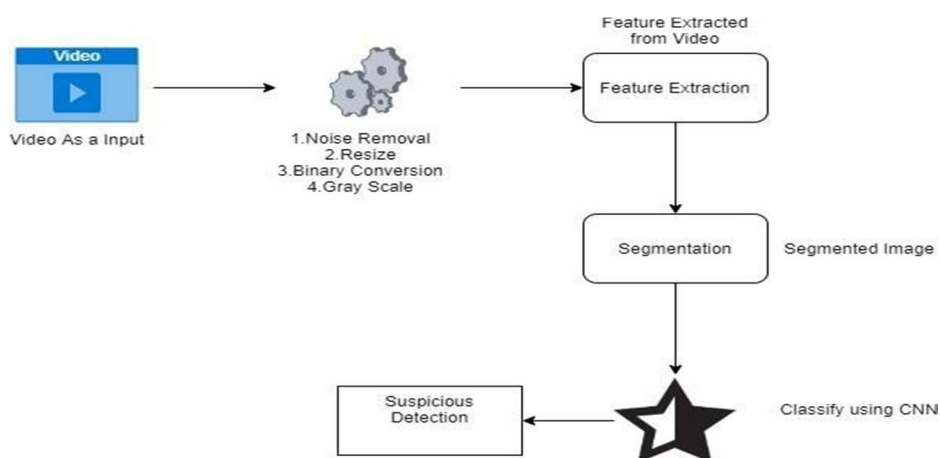 Video
Video As a Input
1.Noise Removal
2.Resize
3.Binary Conversion
4.Gray Scale
Feature Extracted
from Video
Feature Extraction
Segmentation
Segmented Image
Classify using CNN
Suspicious
Detection